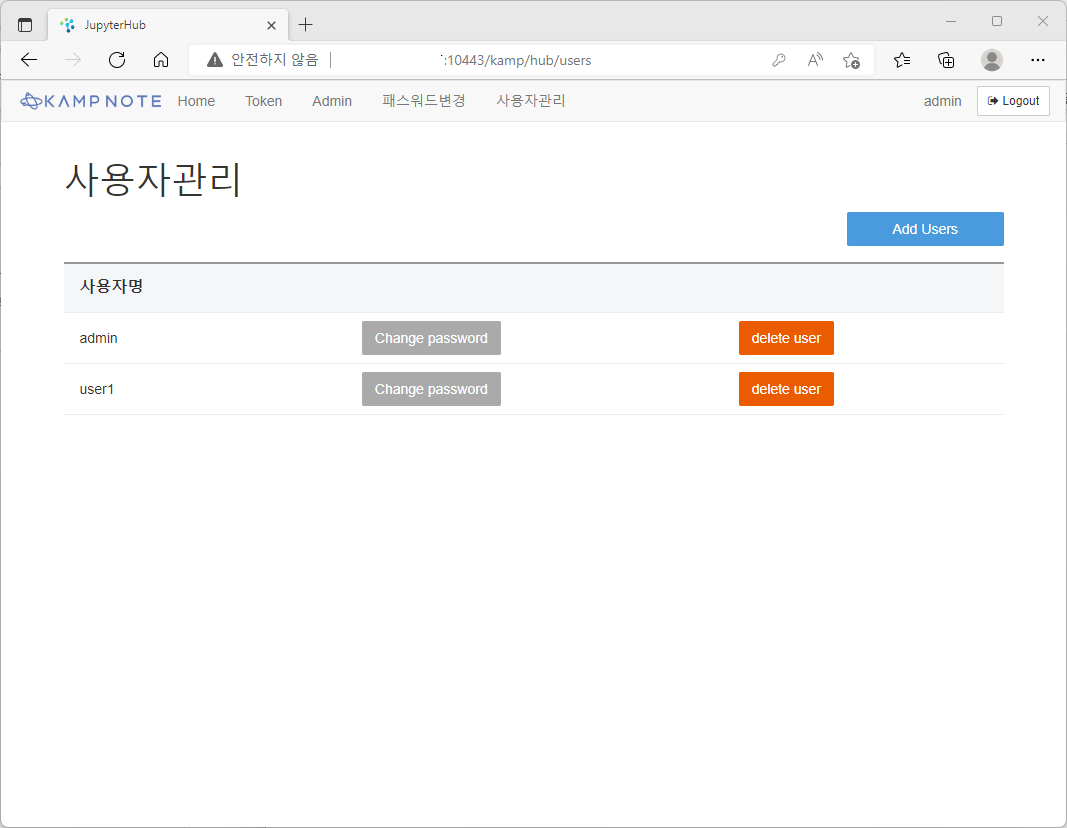 JupyterHub
안전하지 않음 :10443/kamp/hub/users
KAMP NOTE Home Token Admin 패스워드변경 사용자관리 admin Logout
사용자관리
Add Users
사용자명
admin Change password delete user
user1 Change password delete user